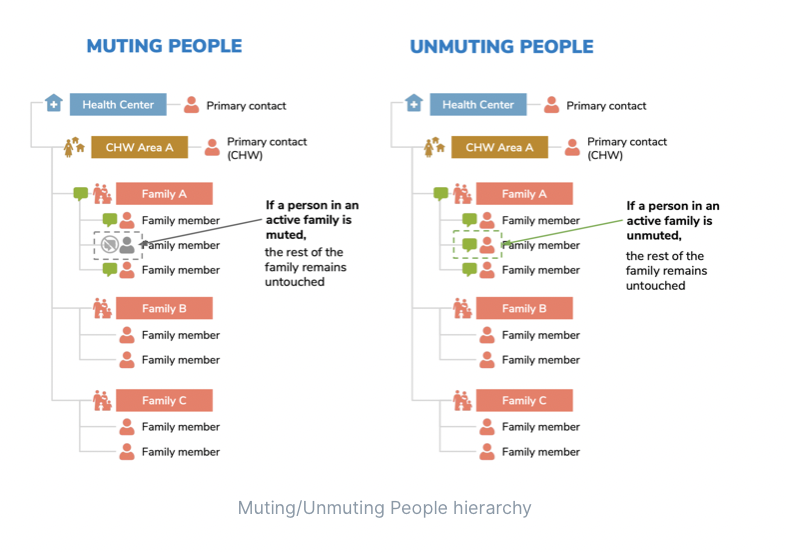 MUTING PEOPLE
Health Center
Primary contact
CHW Area A
Primary contact
(CHW)
Family A
Family member
Family member
Family member
If a person in an
active family is
muted,
the rest of the
family remains
untouched
Family B
Family member
Family member
Family C
Family member
Family member
UNMUTING PEOPLE
Health Center
Primary contact
CHW Area A
Primary contact
(CHW)
Family A
Family member
Family member
Family member
If a person in an
active family is
unmuted,
the rest of the
family remains
untouched
Family B
Family member
Family member
Family C
Family member
Family member
Muting/Unmuting People hierarchy